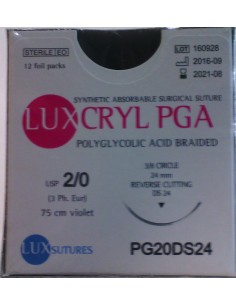 STERILE EO
12 foil packs
LOT 160928
2016-09
2021-08
SYNTHETIC ABSORBABLE SURGICAL SUTURE
LUXCRYL PGA
POLYGLYCOLIC ACID BRAIDED
USP 2/0
(3 Ph. Eur)
75 cm violet
3/8 CIRCLE
24 mm
REVERSE CUTTING
DS 24
LUXSUTURES
PG20DS24